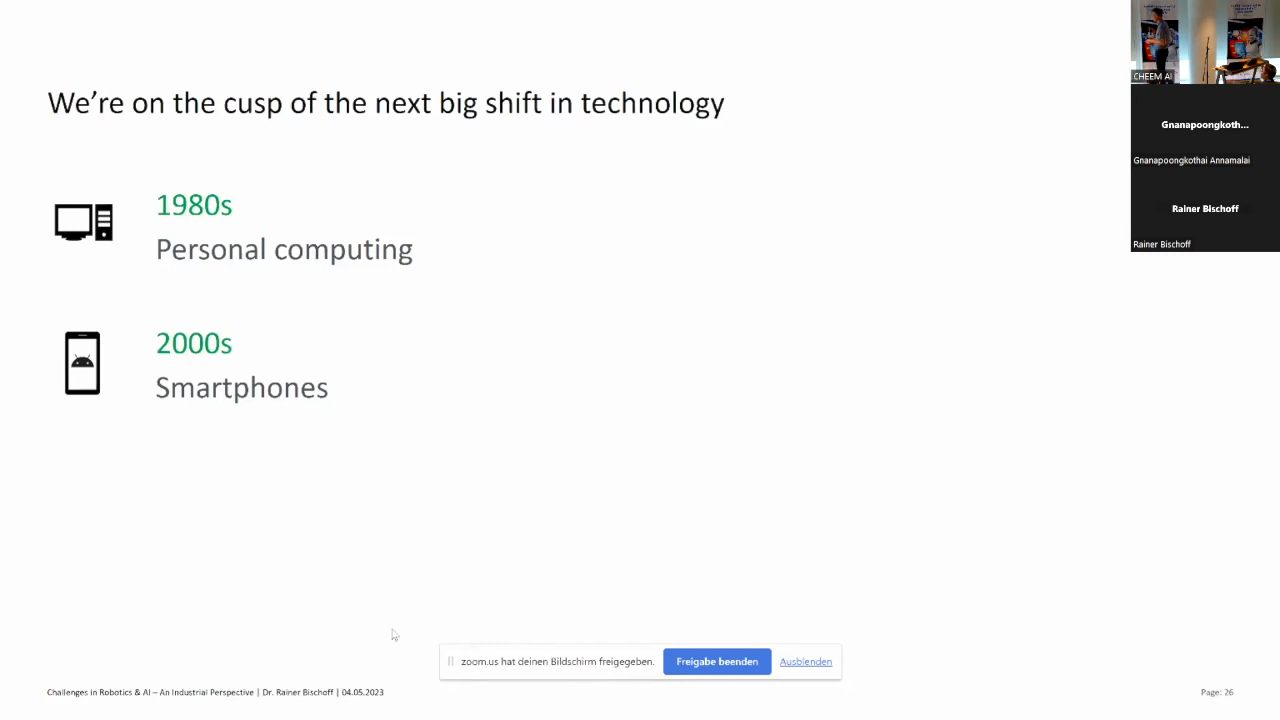 We're on the cusp of the next big shift in technology
1980s
Personal computing
2000s
Smartphones
CHEEM AI
Gnanapoongkoth...
Gnanapoongkothai Annamalai
Rainer Bischoff
Rainer Bischoff
zoom.us hat deinen Bildschirm freigegeben.
Freigabe beenden
Ausblenden
Challenges in Robotics & AI – An Industrial Perspective | Dr. Rainer Bischoff | 04.05.2023
Page: 26